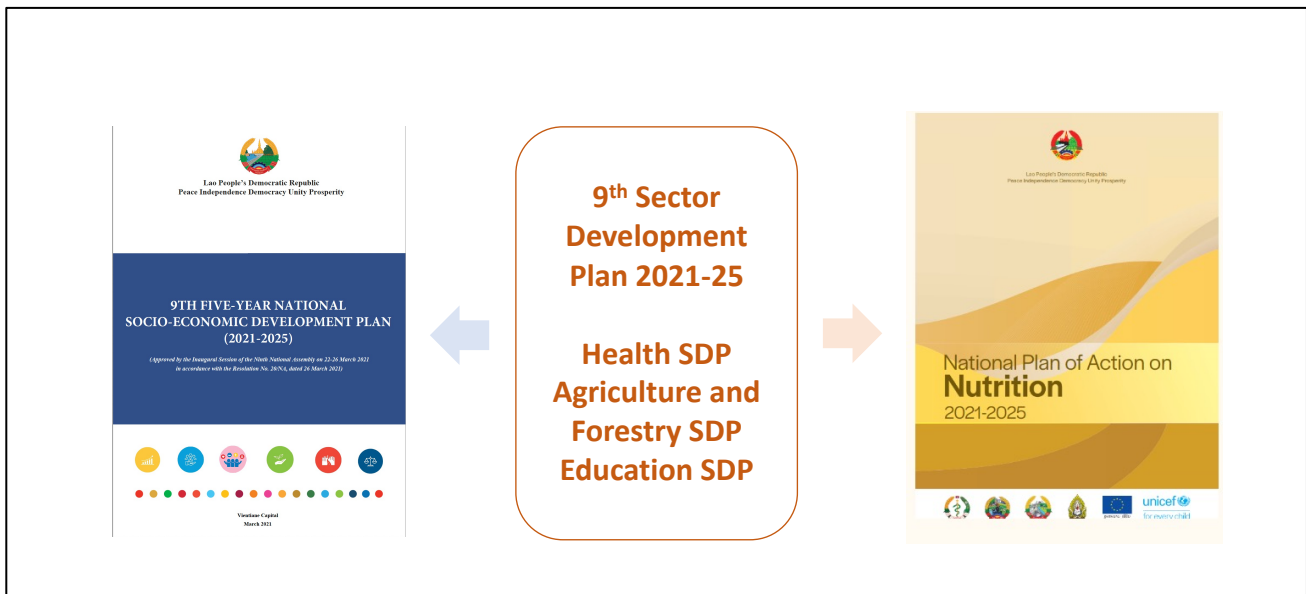 Lao People's Democratic Republic
Peace Independence Democracy Unity Prosperity
9TH FIVE-YEAR NATIONAL
SOCIO-ECONOMIC DEVELOPMENT PLAN
(2021-2025)
(Approved by the Inaugural Session of the Ninth National Assembly on 22-26 March 2021
in accordance with the Resolution No. 20/NA, dated 26 March 2021)
Vientiane Capital
March 2021
9th Sector
Development
Plan 2021-25
Health SDP
Agriculture and
Forestry SDP
Education SDP
Lao People's Democratic Republic
Peace Independence Democracy Unity Prosperity
National Plan of Action on
Nutrition
2021-2025
unicef
for every child